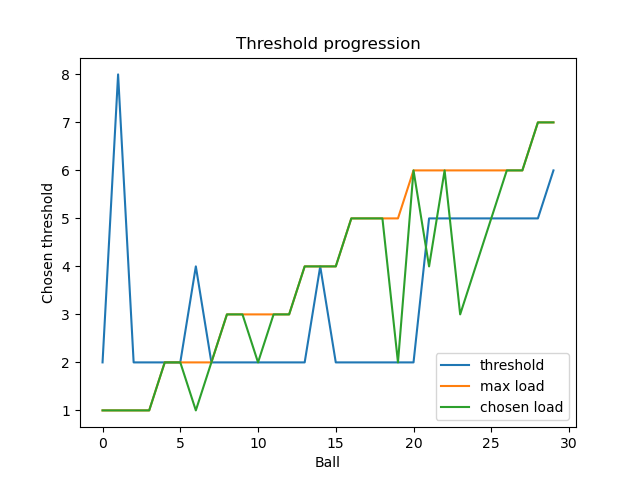 Threshold progression
Chosen threshold
8
7
6
5
4
3
2
1
threshold
max load
chosen load
0 5 10 15 20 25 30
Ball